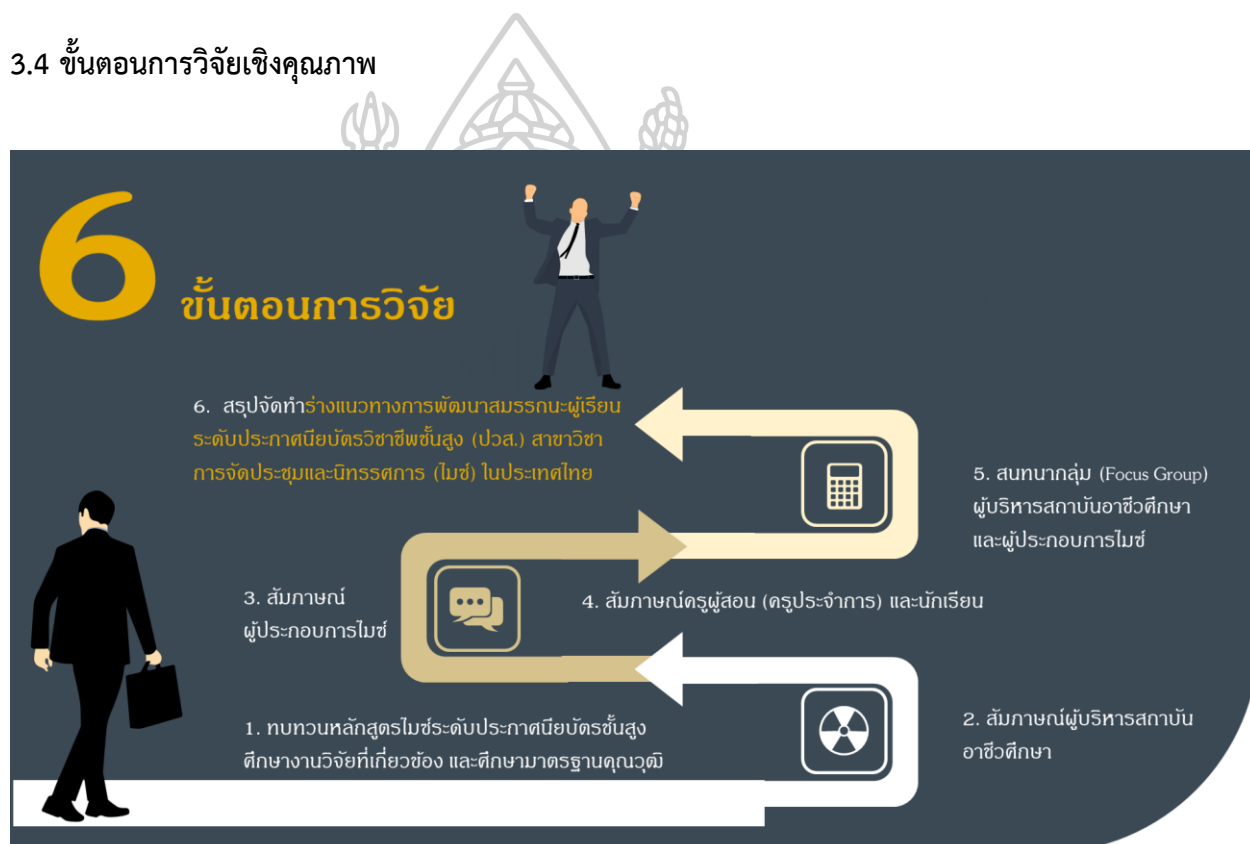 3.4 ขั้นตอนการวิจัยเชิงคุณภาพ
6
ขั้นตอนการวิจัย
6. สรุปจัดทำร่างแนวทางการพัฒนาสมรรถนะผู้เรียน
ระดับประกาศนียบัตรวิชาชีพชั้นสูง (ปวส.) สาขาวิชา
การจัดประชุมและนิทรรศการ (ไมซ์) ในประเทศไทย
5. สนทนากลุ่ม (Focus Group)
ผู้บริหารสถาบันอาชีวศึกษา
และผู้ประกอบการไมซ์
3. สัมภาษณ์
ผู้ประกอบการไมซ์
4. สัมภาษณ์ครูผู้สอน (ครูประจำการ) และนักเรียน
1. ทบทวนหลักสูตรไมซ์ระดับประกาศนียบัตรชั้นสูง
ศึกษางานวิจัยที่เกี่ยวข้อง และศึกษามาตรฐานคุณวุฒิ
2. สัมภาษณ์ผู้บริหารสถาบัน
อาชีวศึกษา